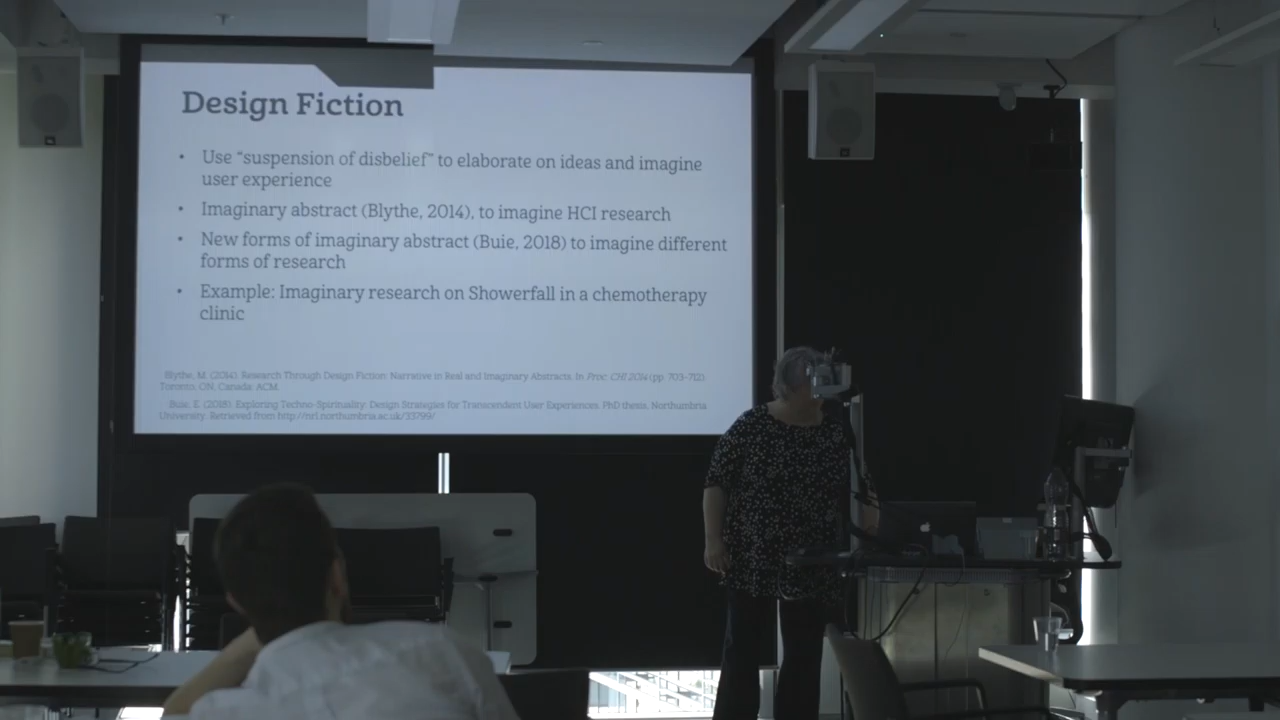 Design Fiction
• Use “suspension of disbelief” to elaborate on ideas and imagine
user experience
• Imaginary abstract (Blythe, 2014), to imagine HCI research
• New forms of imaginary abstract (Buie, 2018) to imagine different
forms of research
• Example: Imaginary research on Showerfall in a chemotherapy
clinic
Blythe, M. (2014). Research Through Design Fiction: Narrative in Real and Imaginary Abstracts. In Proc. CHI 2014 (pp. 703-712).
Toronto, ON, Canada: ACM.
Buie, E. (2018). Exploring Techno-Spirituality: Design Strategies for Transcendent User Experiences. PhD thesis, Northumbria
University. Retrieved from http://nrl.northumbria.ac.uk/33799/